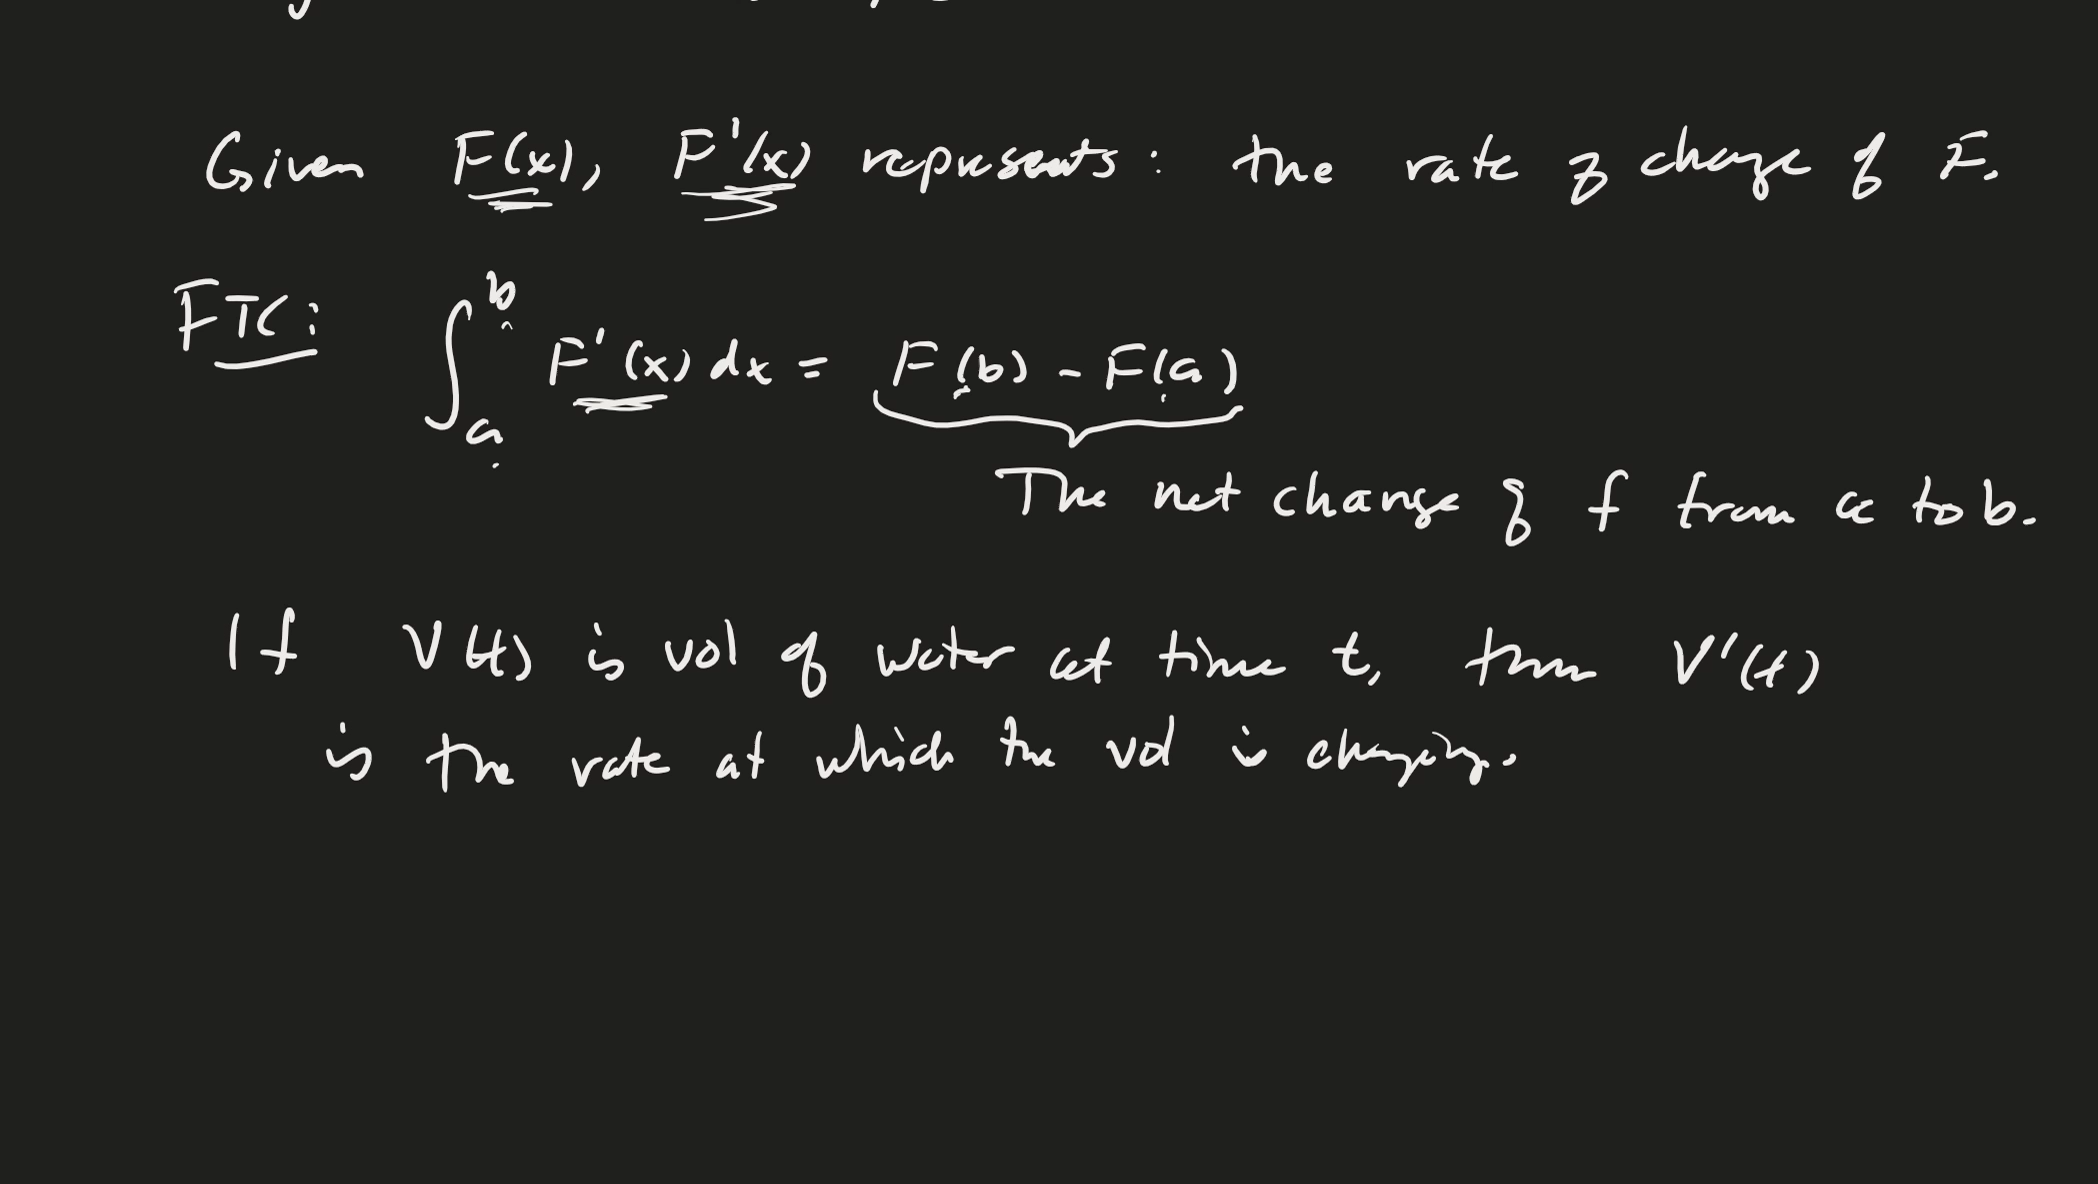 Given F(x), F'(x) represents: the rate of change of F.
FTC: ∫_a^b F'(x) dx = F(b) - F(a)
The net change of f from a to b.
If V(t) is vol of water at time t, then V'(t)
is the rate at which the vol is changing.